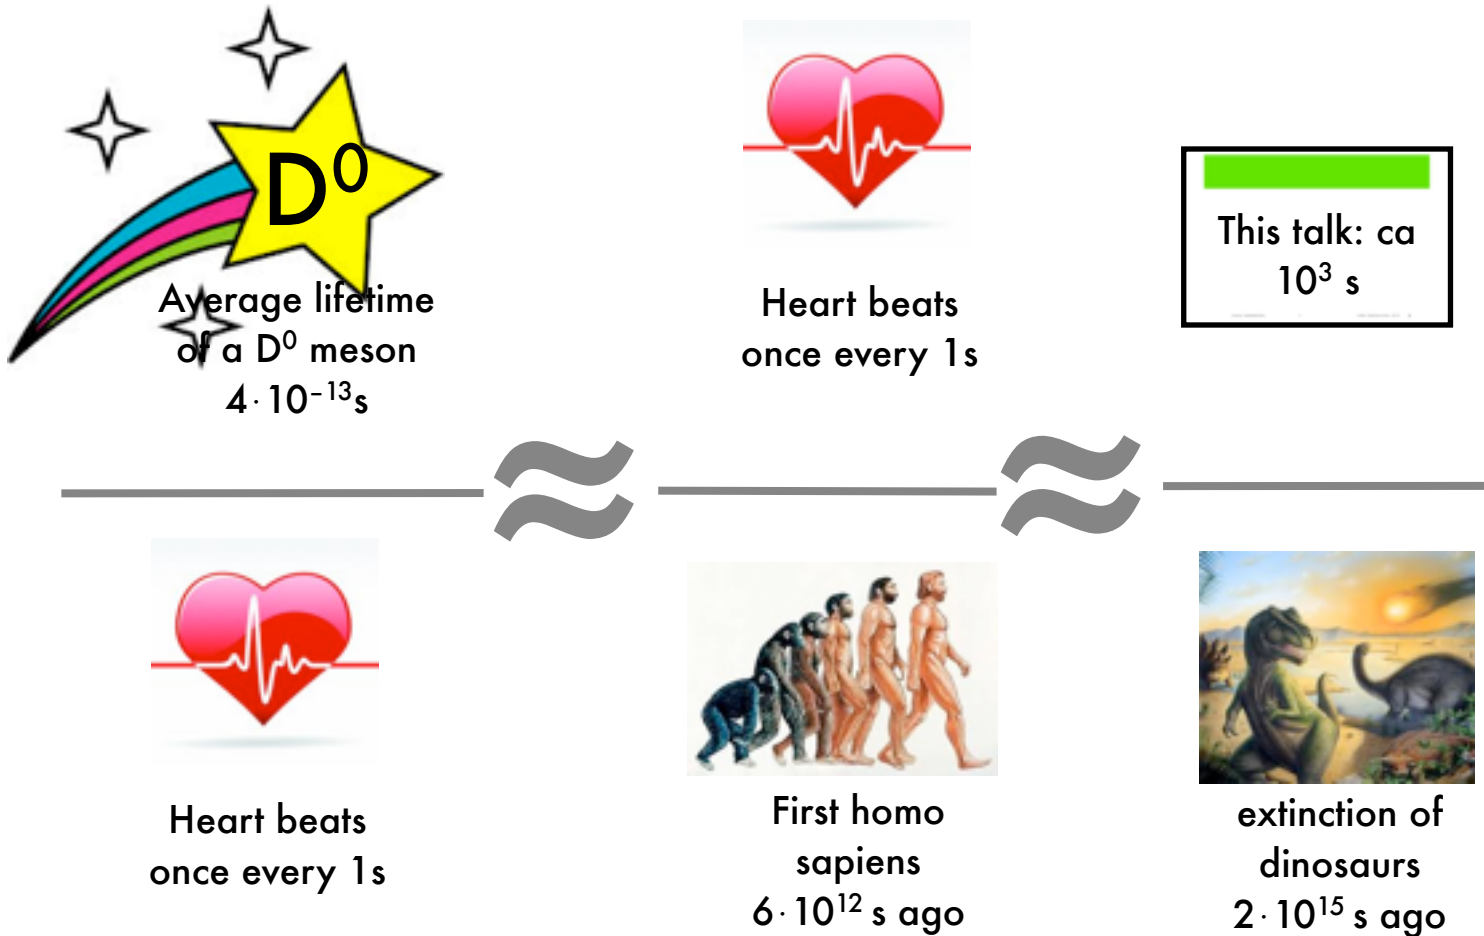 D⁰
Average lifetime
of a D⁰ meson
4·10⁻¹³s
Heart beats
once every 1s
This talk: ca
10³ s
Heart beats
once every 1s
First homo
sapiens
6·10¹² s ago
extinction of
dinosaurs
2·10¹⁵ s ago